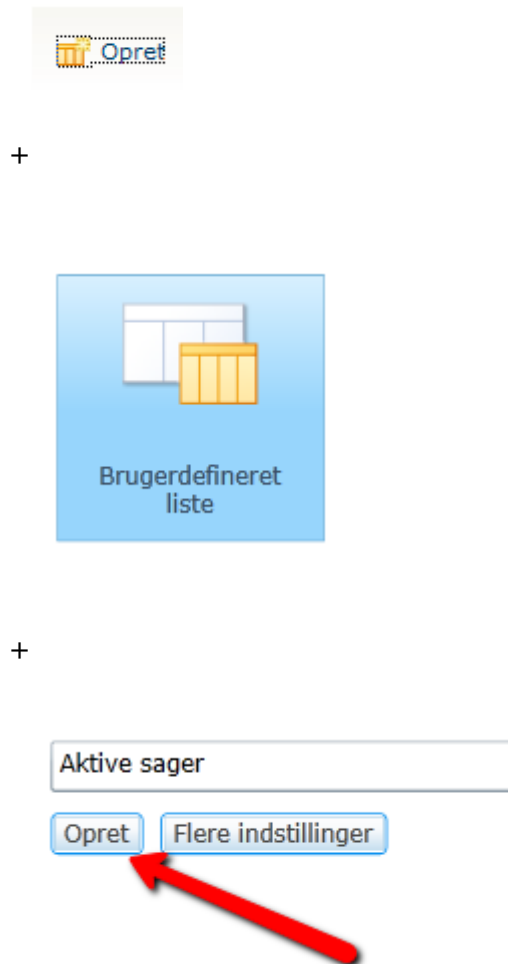 Opret
+
Brugerdefineret
liste
+
Aktive sager
Opret Flere indstillinger